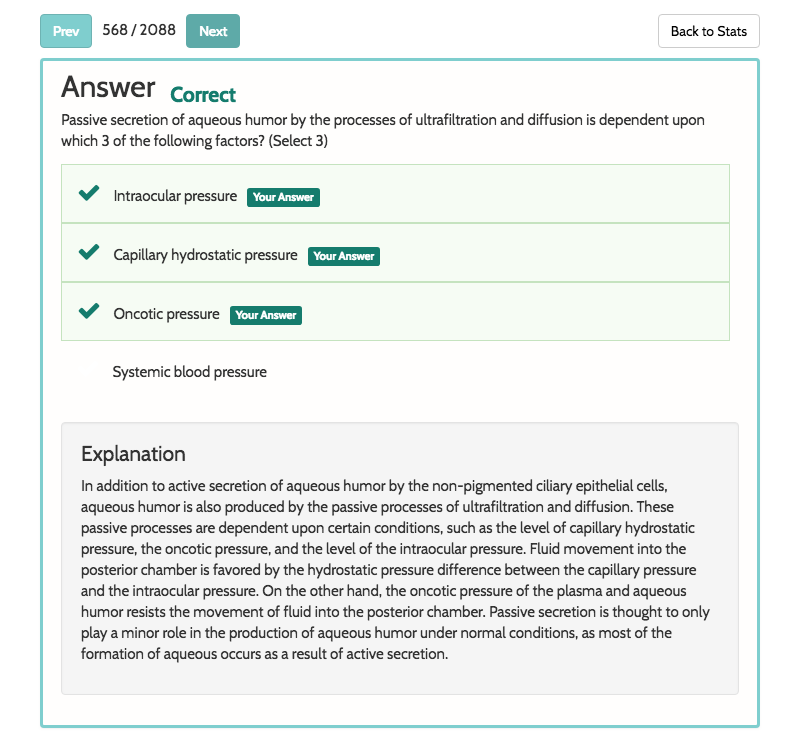 Prev 568 / 2088 Next Back to Stats
Answer Correct
Passive secretion of aqueous humor by the processes of ultrafiltration and diffusion is dependent upon
which 3 of the following factors? (Select 3)
Intraocular pressure Your Answer
Capillary hydrostatic pressure Your Answer
Oncotic pressure Your Answer
Systemic blood pressure
Explanation
In addition to active secretion of aqueous humor by the non-pigmented ciliary epithelial cells,
aqueous humor is also produced by the passive processes of ultrafiltration and diffusion. These
passive processes are dependent upon certain conditions, such as the level of capillary hydrostatic
pressure, the oncotic pressure, and the level of the intraocular pressure. Fluid movement into the
posterior chamber is favored by the hydrostatic pressure difference between the capillary pressure
and the intraocular pressure. On the other hand, the oncotic pressure of the plasma and aqueous
humor resists the movement of fluid into the posterior chamber. Passive secretion is thought to only
play a minor role in the production of aqueous humor under normal conditions, as most of the
formation of aqueous occurs as a result of active secretion.